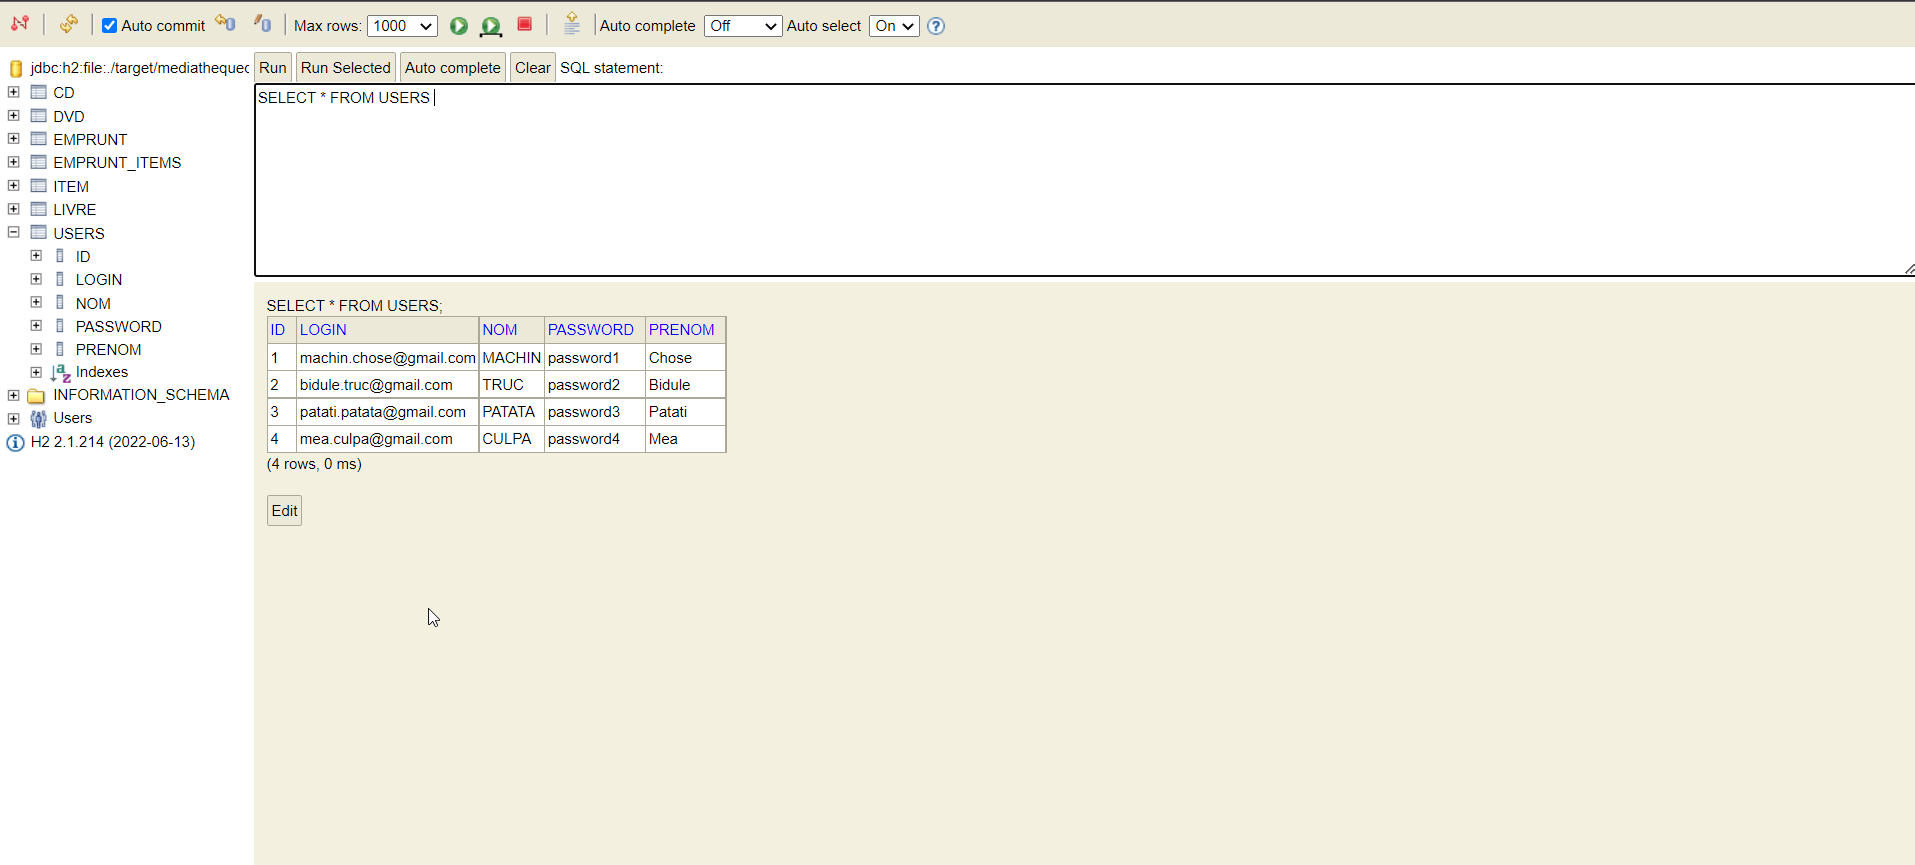 Auto commit Max rows: 1000 Auto complete Off Auto select On
jdbc:h2:file:./target/mediathequec
CD
DVD
EMPRUNT
EMPRUNT_ITEMS
ITEM
LIVRE
USERS
ID
LOGIN
NOM
PASSWORD
PRENOM
Indexes
INFORMATION_SCHEMA
Users
H2 2.1.214 (2022-06-13)
Run Run Selected Auto complete Clear SQL statement:
SELECT * FROM USERS
SELECT * FROM USERS;
ID LOGIN NOM PASSWORD PRENOM
1 machin.chose@gmail.com MACHIN password1 Chose
2 bidule.truc@gmail.com TRUC password2 Bidule
3 patati.patata@gmail.com PATATA password3 Patati
4 mea.culpa@gmail.com CULPA password4 Mea
(4 rows, 0 ms)
Edit